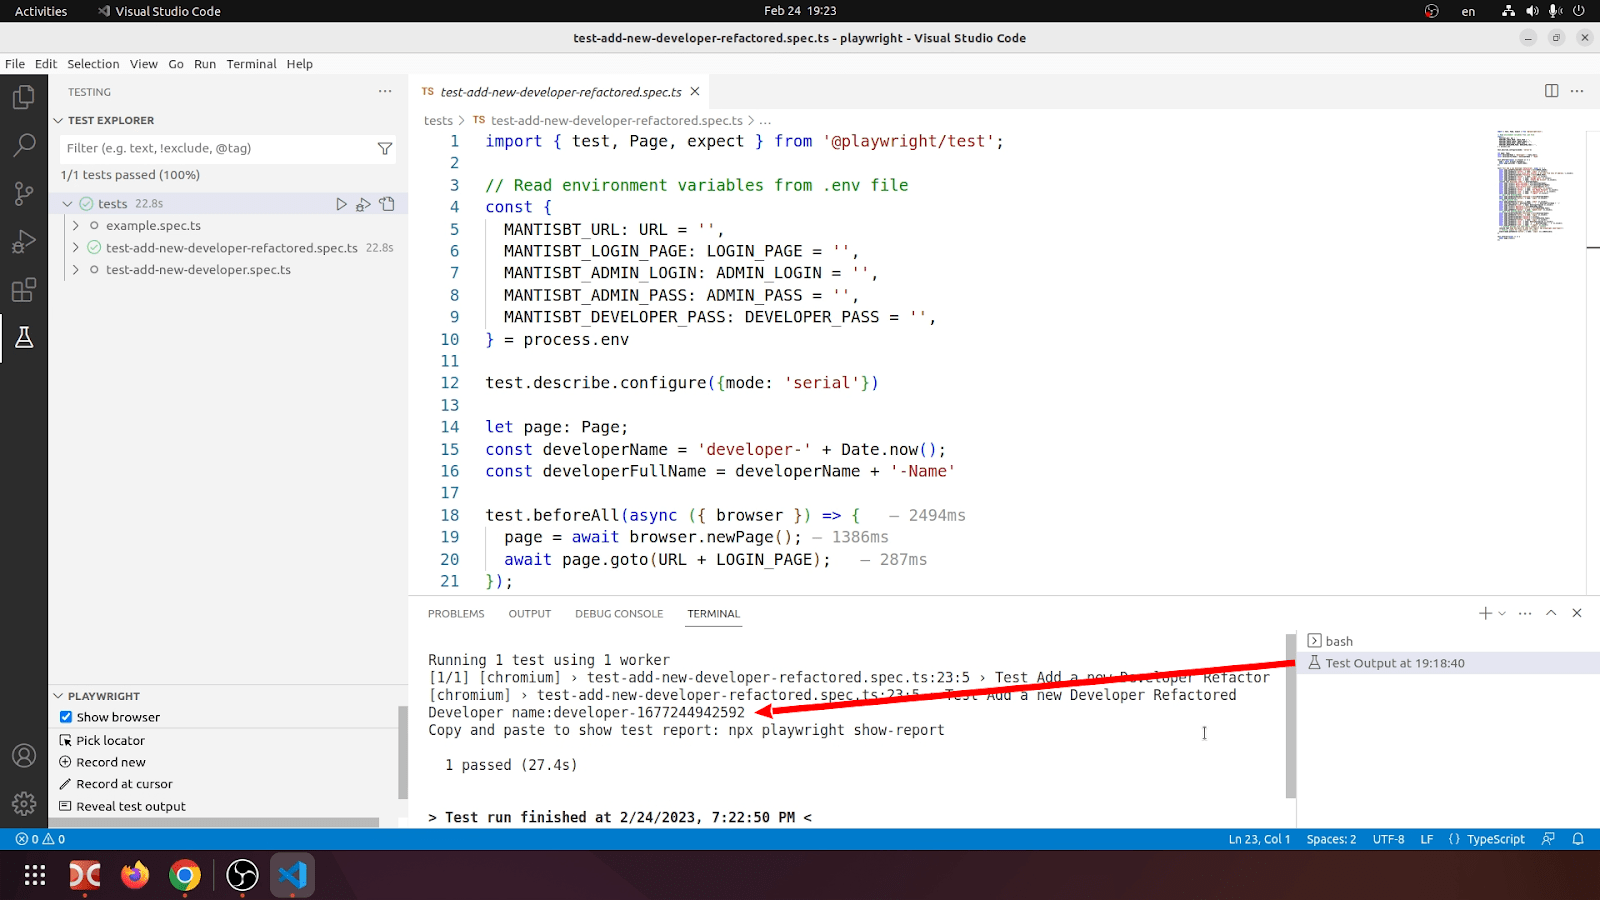 Activities
Visual Studio Code
Feb 24 19:23
en
test-add-new-developer-refactored.spec.ts - playwright - Visual Studio Code
File Edit Selection View Go Run Terminal Help
TESTING
TEST EXPLORER
Filter (e.g. text, !exclude, @tag)
1/1 tests passed (100%)
tests 22.8s
example.spec.ts
test-add-new-developer-refactored.spec.ts 22.8s
test-add-new-developer.spec.ts
PLAYWRIGHT
Show browser
Pick locator
Record new
Record at cursor
Reveal test output
TS test-add-new-developer-refactored.spec.ts
tests > TS test-add-new-developer-refactored.spec.ts > ...
1 import { test, Page, expect } from '@playwright/test';
2
3 // Read environment variables from .env file
4 const {
5 MANTISBT_URL: URL = '',
6 MANTISBT_LOGIN_PAGE: LOGIN_PAGE = '',
7 MANTISBT_ADMIN_LOGIN: ADMIN_LOGIN = '',
8 MANTISBT_ADMIN_PASS: ADMIN_PASS = '',
9 MANTISBT_DEVELOPER_PASS: DEVELOPER_PASS = '',
10 } = process.env
11
12 test.describe.configure({mode: 'serial'})
13
14 let page: Page;
15 const developerName = 'developer-' + Date.now();
16 const developerFullName = developerName + '-Name'
17
18 test.beforeAll(async ({ browser }) => { — 2494ms
19 page = await browser.newPage(); — 1386ms
20 await page.goto(URL + LOGIN_PAGE); — 287ms
21 });
PROBLEMS OUTPUT DEBUG CONSOLE TERMINAL
Running 1 test using 1 worker
[1/1] [chromium] › test-add-new-developer-refactored.spec.ts:23:5 › Test Add a new Developer Refactor
[chromium] › test-add-new-developer-refactored.spec.ts:23:5 › Test Add a new Developer Refactored
Developer name:developer-1677244942592
Copy and paste to show test report: npx playwright show-report
1 passed (27.4s)
> Test run finished at 2/24/2023, 7:22:50 PM <
bash
Test Output at 19:18:40
0 0
Ln 23, Col 1 Spaces: 2 UTF-8 LF {} TypeScript